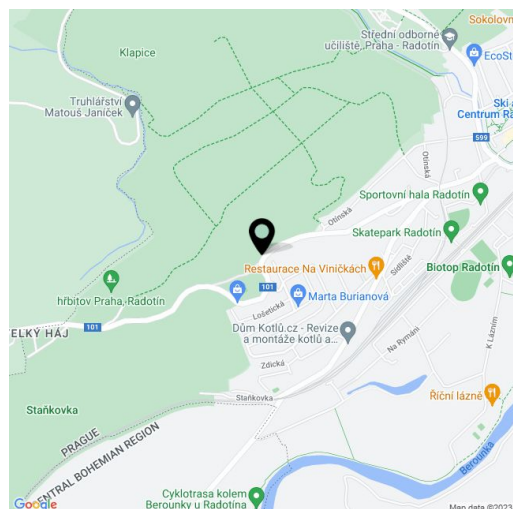 Sokolovn
Střední odborné
učiliště, Praha - Radotín
EcoSt
Klapice
Truhlářství
Matouš Janíček
Ski a
Centrum Ra
599
Otínská
Sportovní hala Radotín
Otínská
Skatepark Radotín
Restaurace Na Viničkách
Sídliště
Biotop Radotín
hřbitov Praha, Radotín
101
Marta Burianová
101
ELKÝ HÁJ
Lošetická
Dům Kotlů.cz - Revize
a montáže kotlů a...
Na Rymáni
K Lázním
Zdická
Staňkovka
Říční lázně
Staňkovka
PRAGUE
CENTRAL BOHEMIAN REGION
Berounka
Cyklotrasa kolem
Berounky u Radotína
Google
Map data ©2023